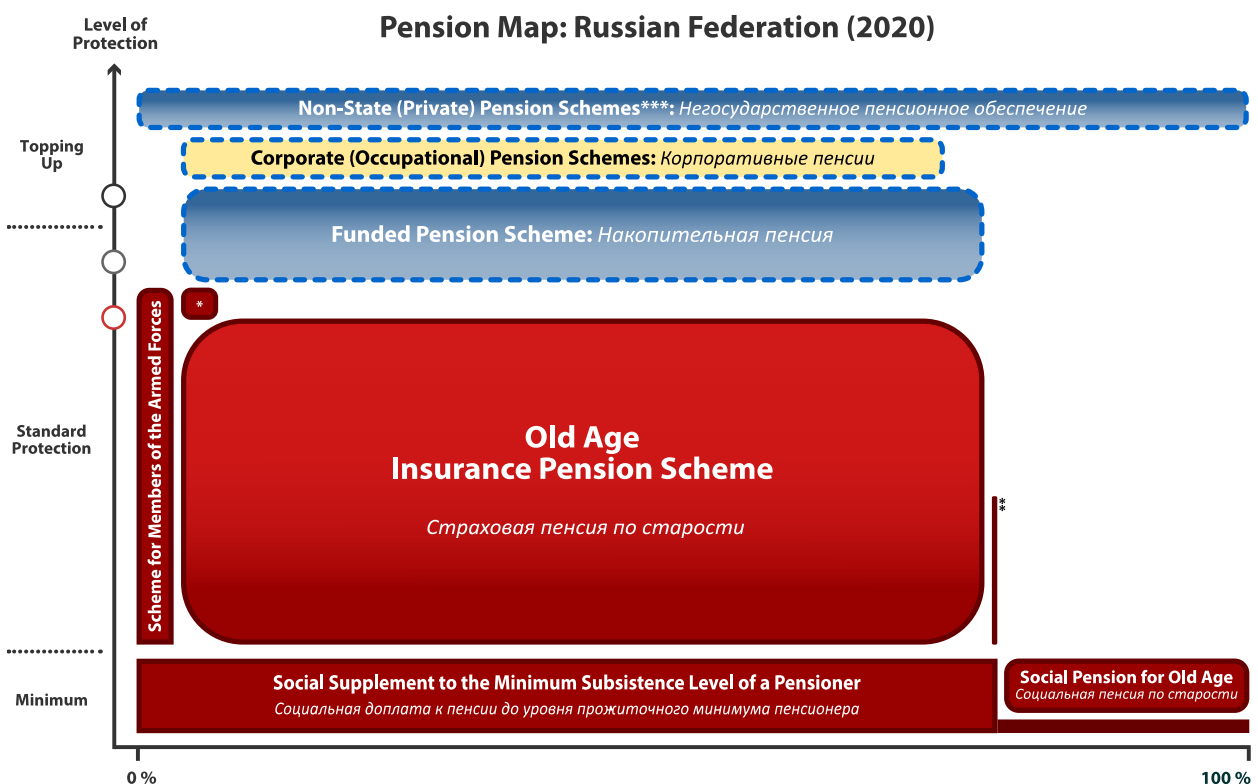 Pension Map: Russian Federation (2020)
Level of
Protection
Non-State (Private) Pension Schemes***: Негосударственное пенсионное обеспечение
Topping
Up
Corporate (Occupational) Pension Schemes: Корпоративные пенсии
Funded Pension Scheme: Накопительная пенсия
Scheme for Members of the Armed Forces
*
Standard
Protection
Old Age
Insurance Pension Scheme
Страховая пенсия по старости
**
Minimum
Social Supplement to the Minimum Subsistence Level of a Pensioner
Социальная доплата к пенсии до уровня прожиточного минимума пенсионера
Social Pension for Old Age
Социальная пенсия по старости
0 %
100 %